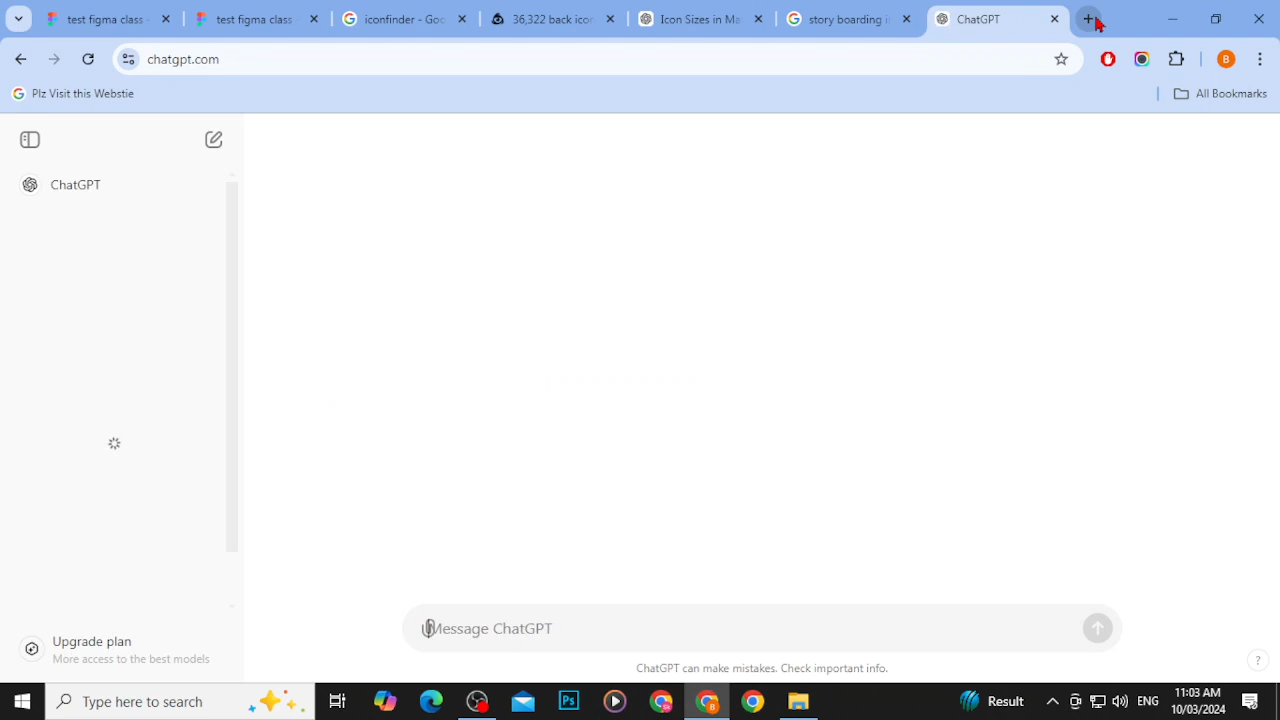 test figma class -
test figma class
iconfinder - Goo
36,322 back icon
Icon Sizes in Ma
story boarding i
ChatGPT
chatgpt.com
B
Plz Visit this Webstie
All Bookmarks
ChatGPT
Message ChatGPT
Upgrade plan
More access to the best models
ChatGPT can make mistakes. Check important info.
?
Type here to search
Ps
B
Result
ENG
11:03 AM
10/03/2024